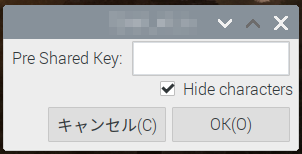 Pre Shared Key:
Hide characters
キャンセル(C)
OK(O)